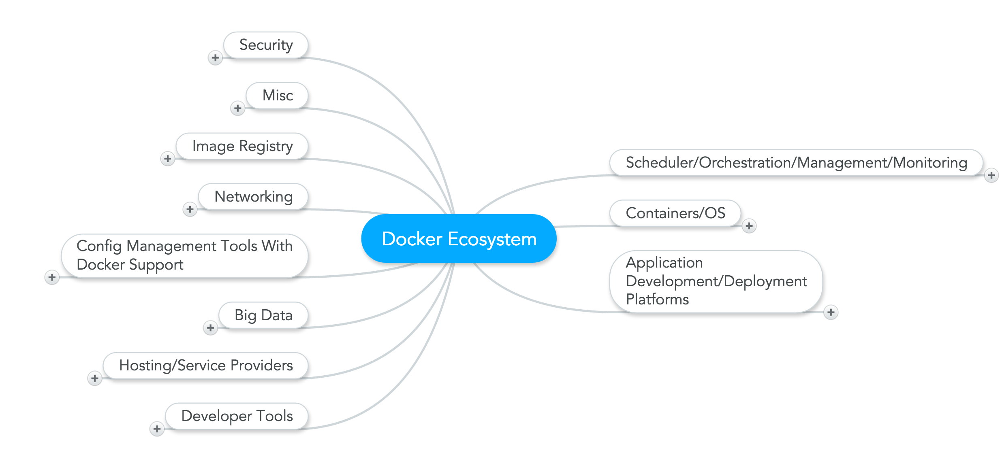 Security
Misc
Image Registry
Networking
Config Management Tools With
Docker Support
Big Data
Hosting/Service Providers
Developer Tools
Docker Ecosystem
Scheduler/Orchestration/Management/Monitoring
Containers/OS
Application
Development/Deployment
Platforms